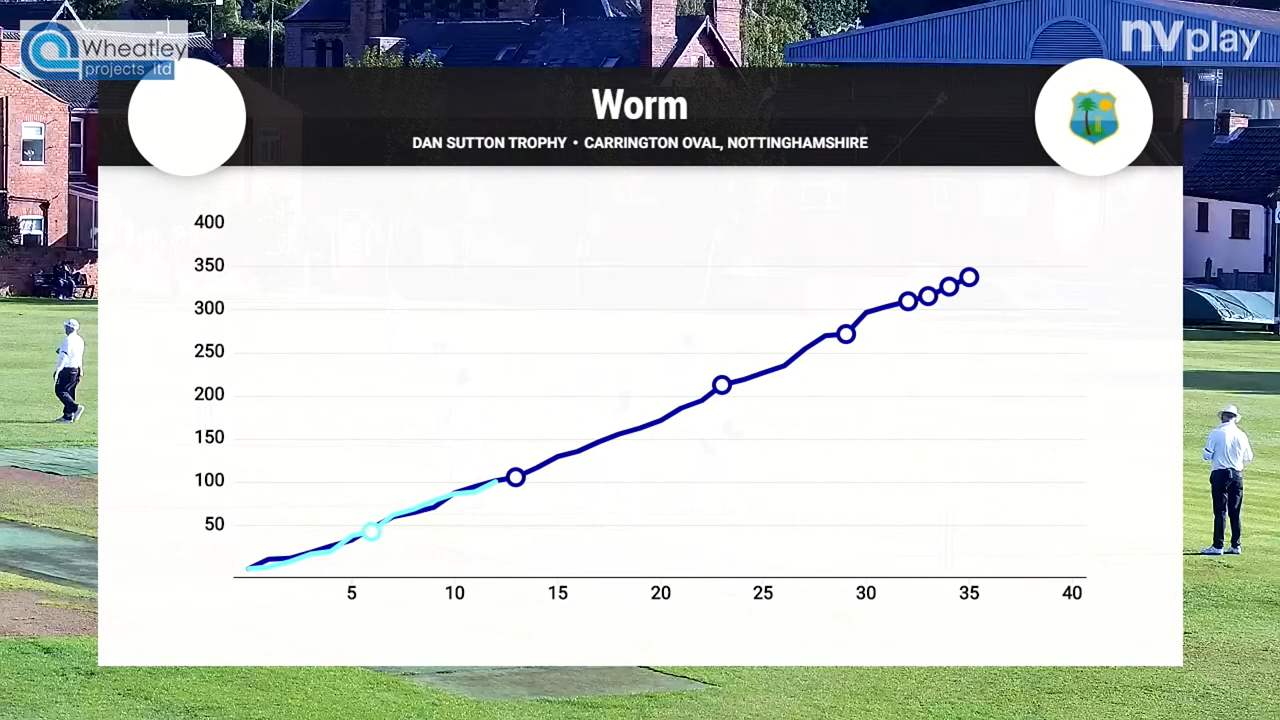 Wheatley
projects ltd
nvplay
Worm
DAN SUTTON TROPHY • CARRINGTON OVAL, NOTTINGHAMSHIRE
400
350
300
250
200
150
100
50
5 10 15 20 25 30 35 40